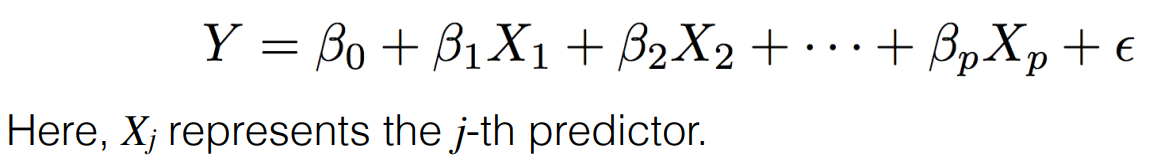 Y = β₀ + β₁X₁ + β₂X₂ + ⋯ + βₚXₚ + ϵ
Here, Xⱼ represents the j-th predictor.